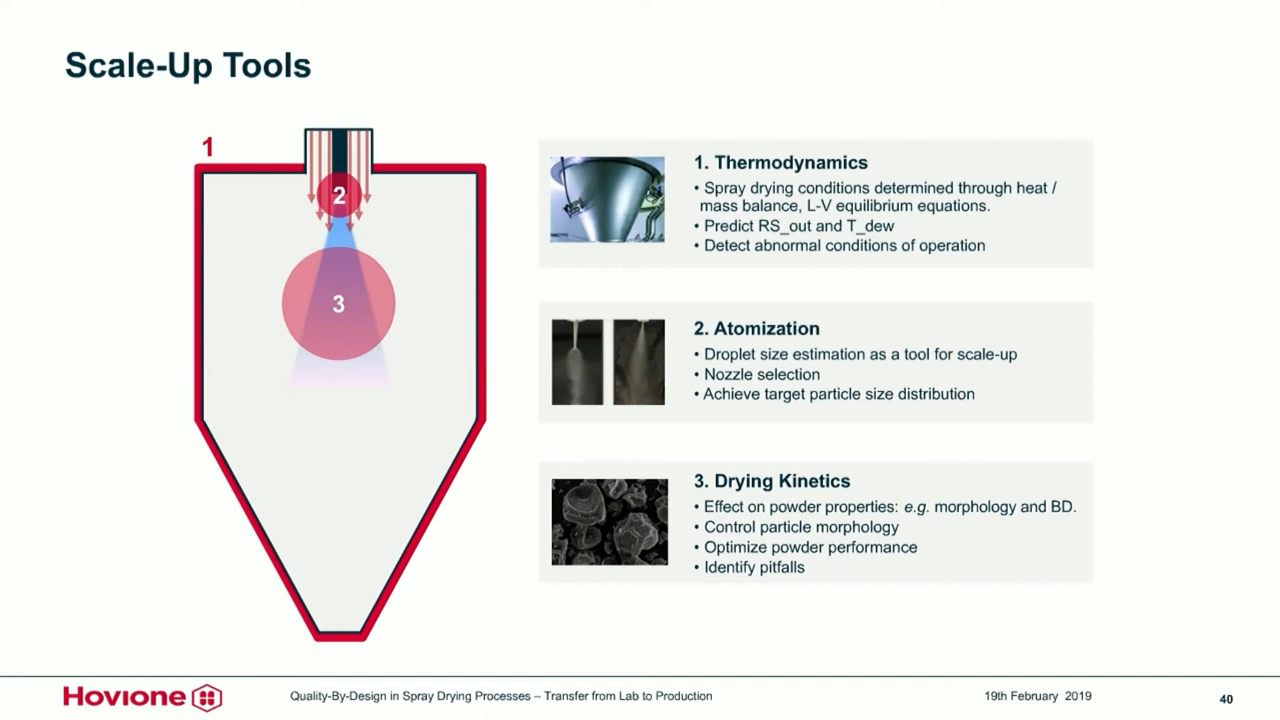 Scale-Up Tools
1
2
3
1. Thermodynamics
• Spray drying conditions determined through heat /
mass balance, L-V equilibrium equations.
• Predict RS_out and T_dew
• Detect abnormal conditions of operation
2. Atomization
• Droplet size estimation as a tool for scale-up
• Nozzle selection
• Achieve target particle size distribution
3. Drying Kinetics
• Effect on powder properties: e.g. morphology and BD.
• Control particle morphology
• Optimize powder performance
• Identify pitfalls
Hovione
Quality-By-Design in Spray Drying Processes – Transfer from Lab to Production
19th February 2019
40